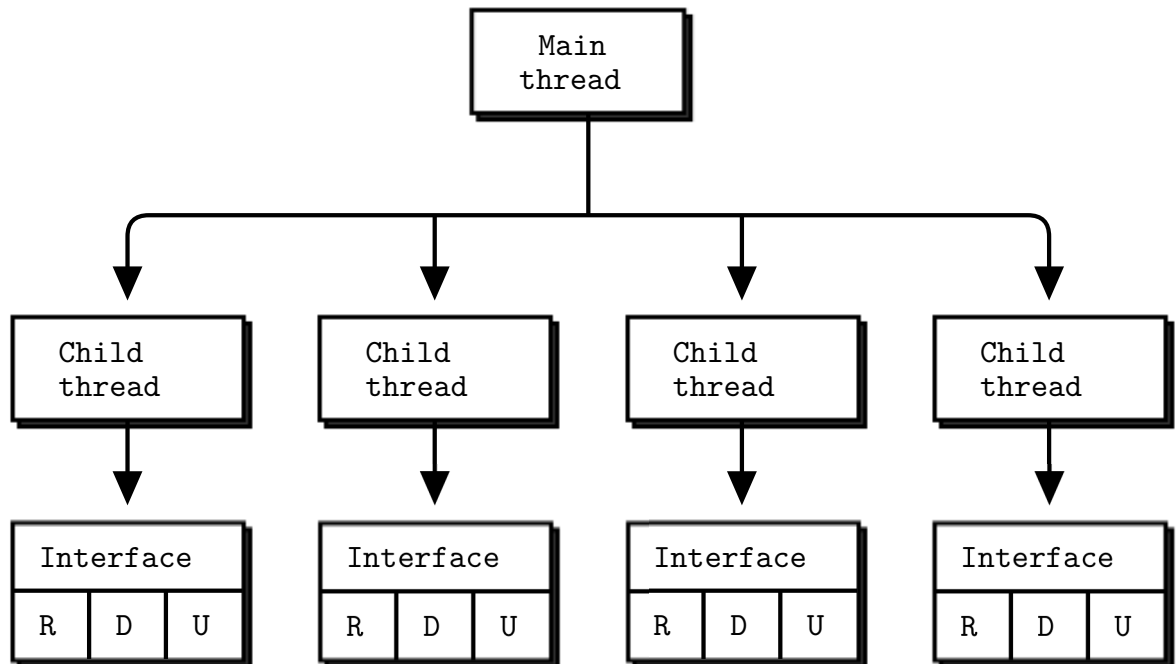 Main
thread
Child
thread
Child
thread
Child
thread
Child
thread
Interface
R D U
Interface
R D U
Interface
R D U
Interface
R D U